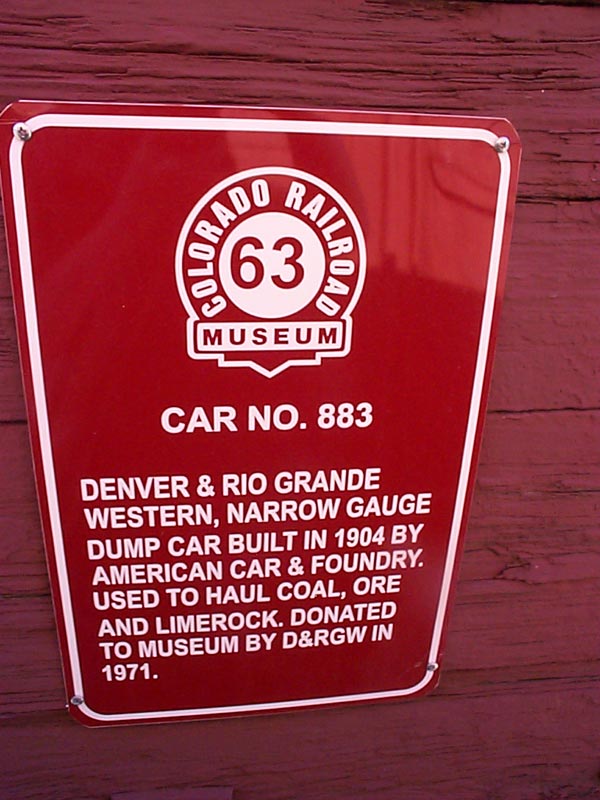 COLORADO RAILROAD
63
MUSEUM
CAR NO. 883
DENVER & RIO GRANDE
WESTERN, NARROW GAUGE
DUMP CAR BUILT IN 1904 BY
AMERICAN CAR & FOUNDRY.
USED TO HAUL COAL, ORE
AND LIMEROCK. DONATED
TO MUSEUM BY D&RGW IN
1971.